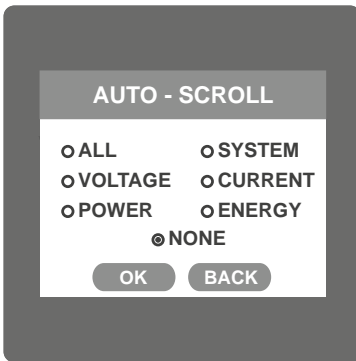 AUTO - SCROLL
ALL SYSTEM
VOLTAGE CURRENT
POWER ENERGY
NONE
OK BACK